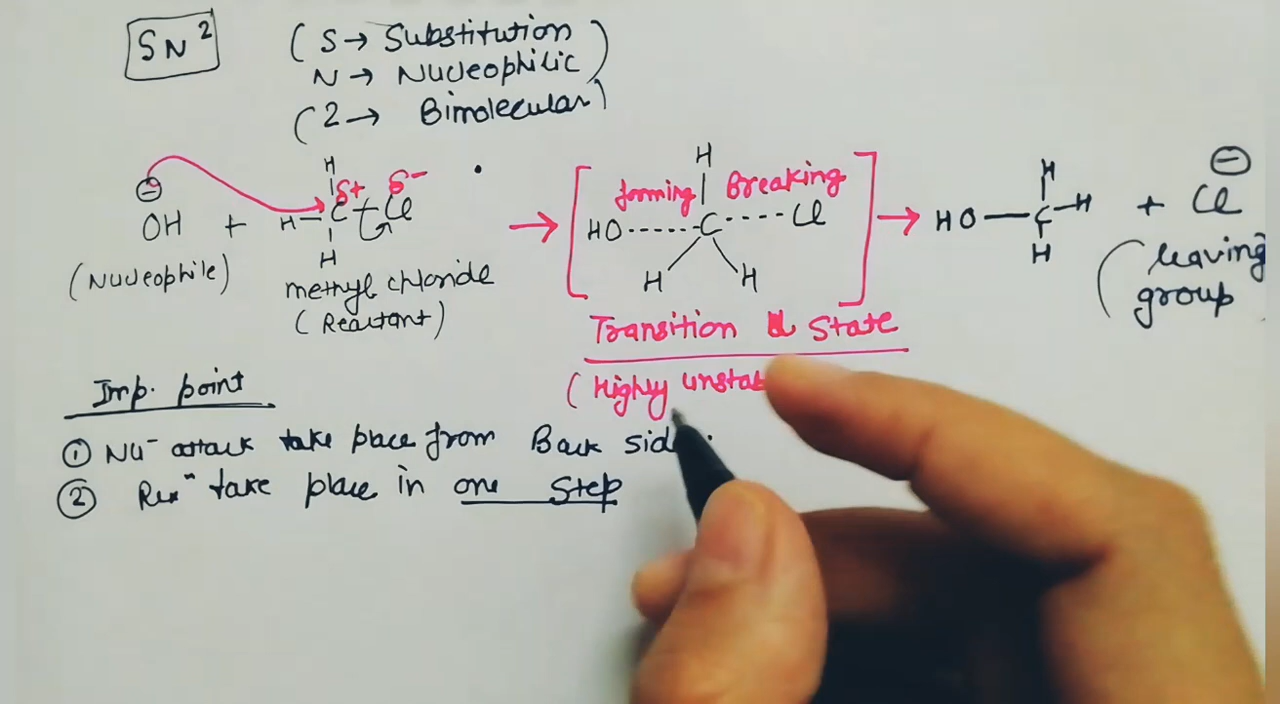 SN2 (S → Substitution
N → Nucleophilic)
(2 → Bimolecular)
⊖
OH + H–C–Cl → [HO-----C-----Cl] → HO–C–H + Cl⊖
H
δ+ δ−
H
H
forming Breaking
H H
H
H
(Nucleophile)
methyl chloride
(Reactant)
Transition State
(Highly unstab
(leaving
group
Imp. point
① Nu− attack take place from Back side.
② Rxn take place in one Step